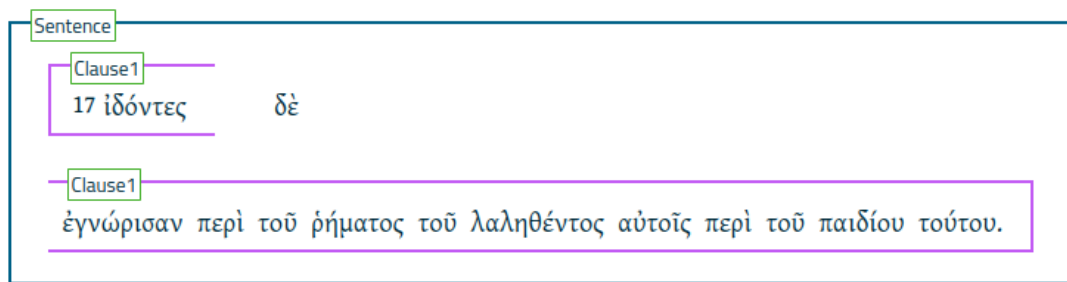 Sentence
Clause1
17 ἰδόντες δὲ
Clause1
ἐγνώρισαν περὶ τοῦ ῥήματος τοῦ λαληθέντος αὐτοῖς περὶ τοῦ παιδίου τούτου.